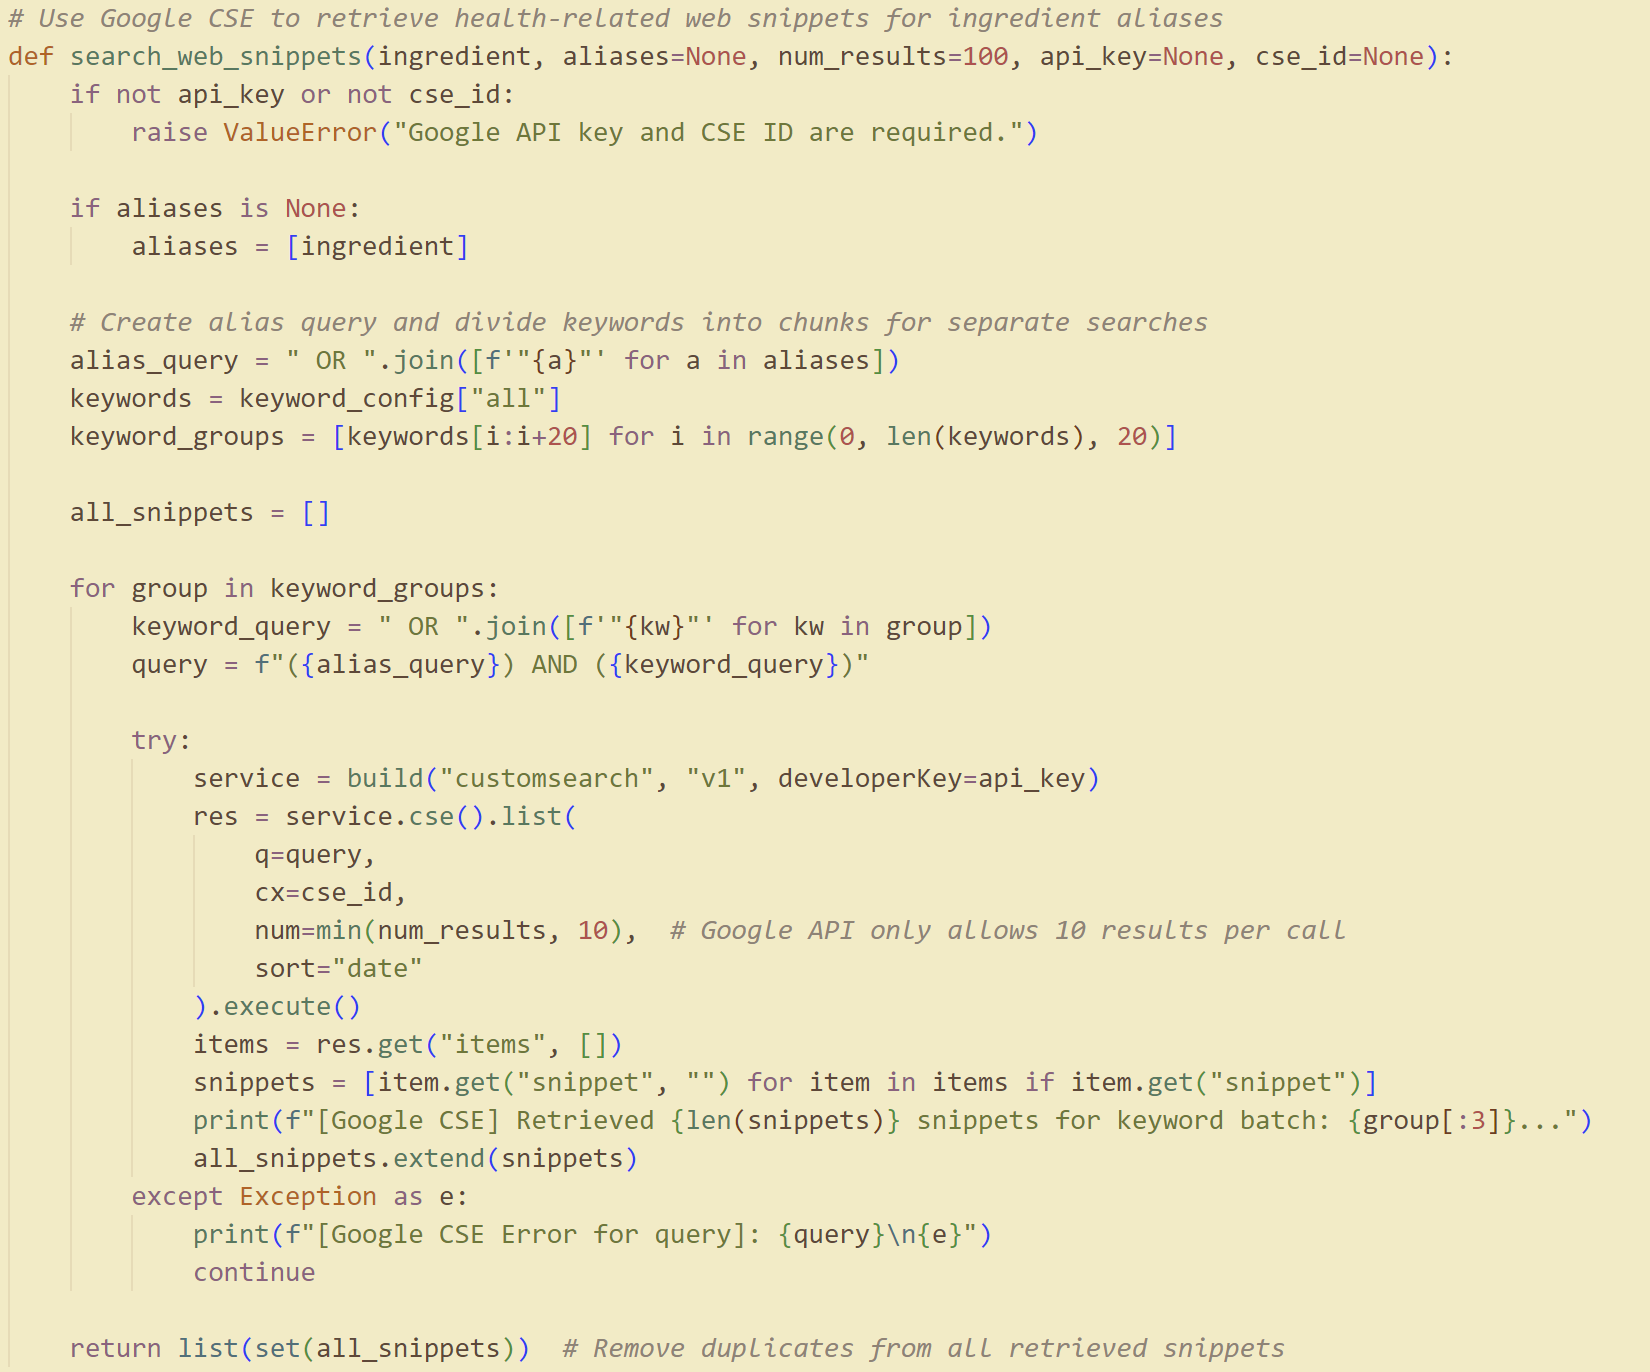 # Use Google CSE to retrieve health-related web snippets for ingredient aliases
def search_web_snippets(ingredient, aliases=None, num_results=100, api_key=None, cse_id=None):
    if not api_key or not cse_id:
        raise ValueError("Google API key and CSE ID are required.")

    if aliases is None:
        aliases = [ingredient]

    # Create alias query and divide keywords into chunks for separate searches
    alias_query = " OR ".join([f'"{a}"' for a in aliases])
    keywords = keyword_config["all"]
    keyword_groups = [keywords[i:i+20] for i in range(0, len(keywords), 20)]

    all_snippets = []

    for group in keyword_groups:
        keyword_query = " OR ".join([f'"{kw}"' for kw in group])
        query = f"({alias_query}) AND ({keyword_query})"

        try:
            service = build("customsearch", "v1", developerKey=api_key)
            res = service.cse().list(
                q=query,
                cx=cse_id,
                num=min(num_results, 10),  # Google API only allows 10 results per call
                sort="date"
            ).execute()
            items = res.get("items", [])
            snippets = [item.get("snippet", "") for item in items if item.get("snippet")]
            print(f"[Google CSE] Retrieved {len(snippets)} snippets for keyword batch: {group[:3]}...")
            all_snippets.extend(snippets)
        except Exception as e:
            print(f"[Google CSE Error for query]: {query}\n{e}")
            continue

    return list(set(all_snippets))  # Remove duplicates from all retrieved snippets